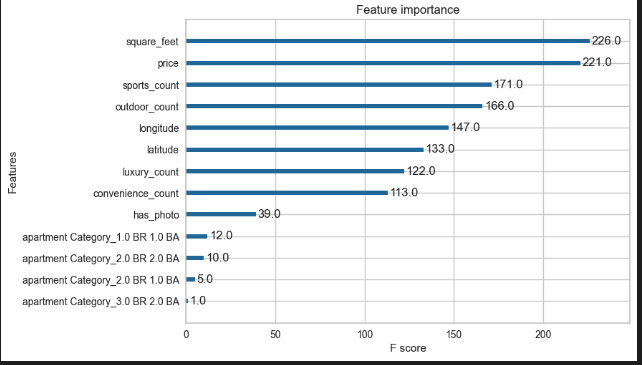 Feature importance
square_feet 226.0
price 221.0
sports_count 171.0
outdoor_count 166.0
longitude 147.0
latitude 133.0
luxury_count 122.0
convenience_count 113.0
has_photo 39.0
apartment Category_1.0 BR 1.0 BA 12.0
apartment Category_2.0 BR 2.0 BA 10.0
apartment Category_2.0 BR 1.0 BA 5.0
apartment Category_3.0 BR 2.0 BA 1.0
Features
0 50 100 150 200
F score